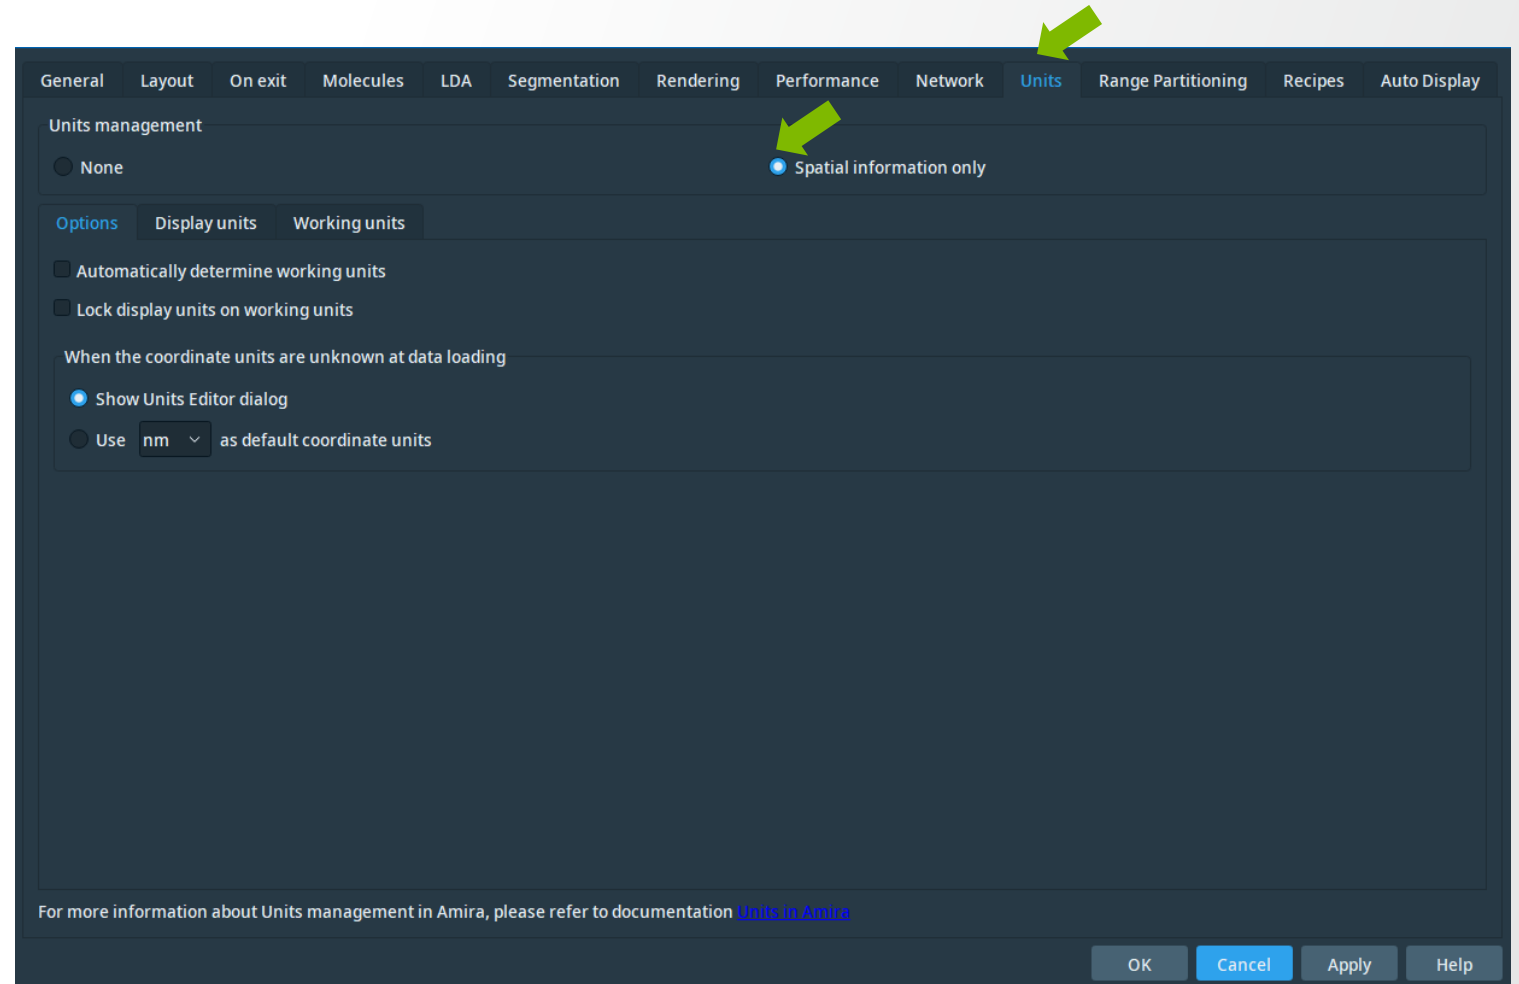 General Layout On exit Molecules LDA Segmentation Rendering Performance Network Units Range Partitioning Recipes Auto Display
Units management
None Spatial information only
Options Display units Working units
Automatically determine working units
Lock display units on working units
When the coordinate units are unknown at data loading
Show Units Editor dialog
Use nm as default coordinate units
For more information about Units management in Amira, please refer to documentation Units in Amira
OK Cancel Apply Help